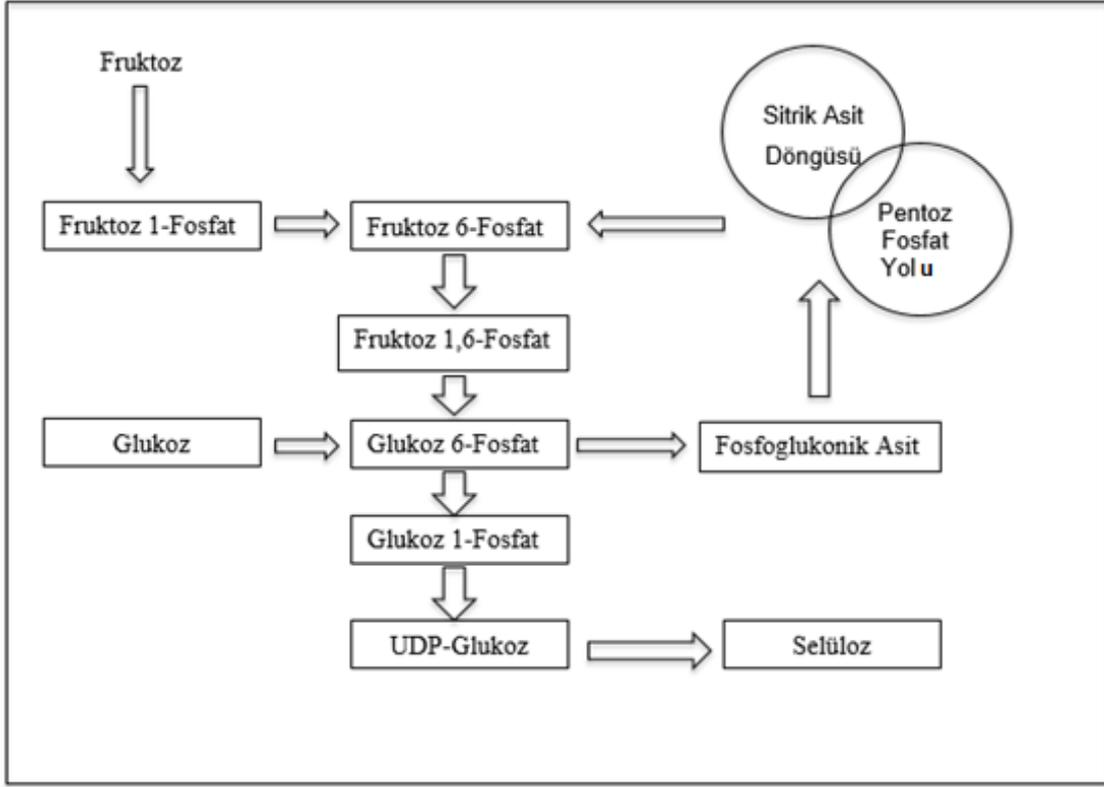 Fruktoz
Sitrik Asit
Döngüsü
Pentoz
Fosfat
Yolu
Fruktoz 1-Fosfat
Fruktoz 6-Fosfat
Fruktoz 1,6-Fosfat
Glukoz
Glukoz 6-Fosfat
Fosfoglukonik Asit
Glukoz 1-Fosfat
UDP-Glukoz
Selüloz